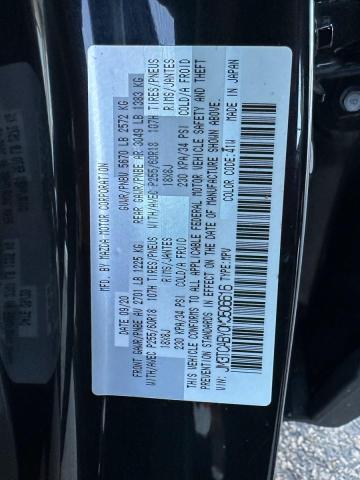 MFD. BY MAZDA MOTOR CORPORATION
DATE 09/20 GVWR/PNBV 5670 LB 2572 KG
FRONT GAWR/PNBE AV 2701 LB 1225 KG REAR GAWR/PNBE AR 3049 LB 1383 KG
WITH/AVEC P255/60R18 107H TIRES/PNEUS WITH/AVEC P255/60R18 107H TIRES/PNEUS
18X8J RIMS/JANTES 18X8J RIMS/JANTES
230 KPA/34 PSI COLD/A FROID 230 KPA/34 PSI COLD/A FROID
THIS VEHICLE CONFORMS TO ALL APPLICABLE FEDERAL MOTOR VEHICLE SAFETY AND THEFT
STANDARDS IN EFFECT ON THE DATE OF MANUFACTURE SHOWN ABOVE.
VIN: TYPE:MPV COLOR CODE:41W MADE IN JAPAN